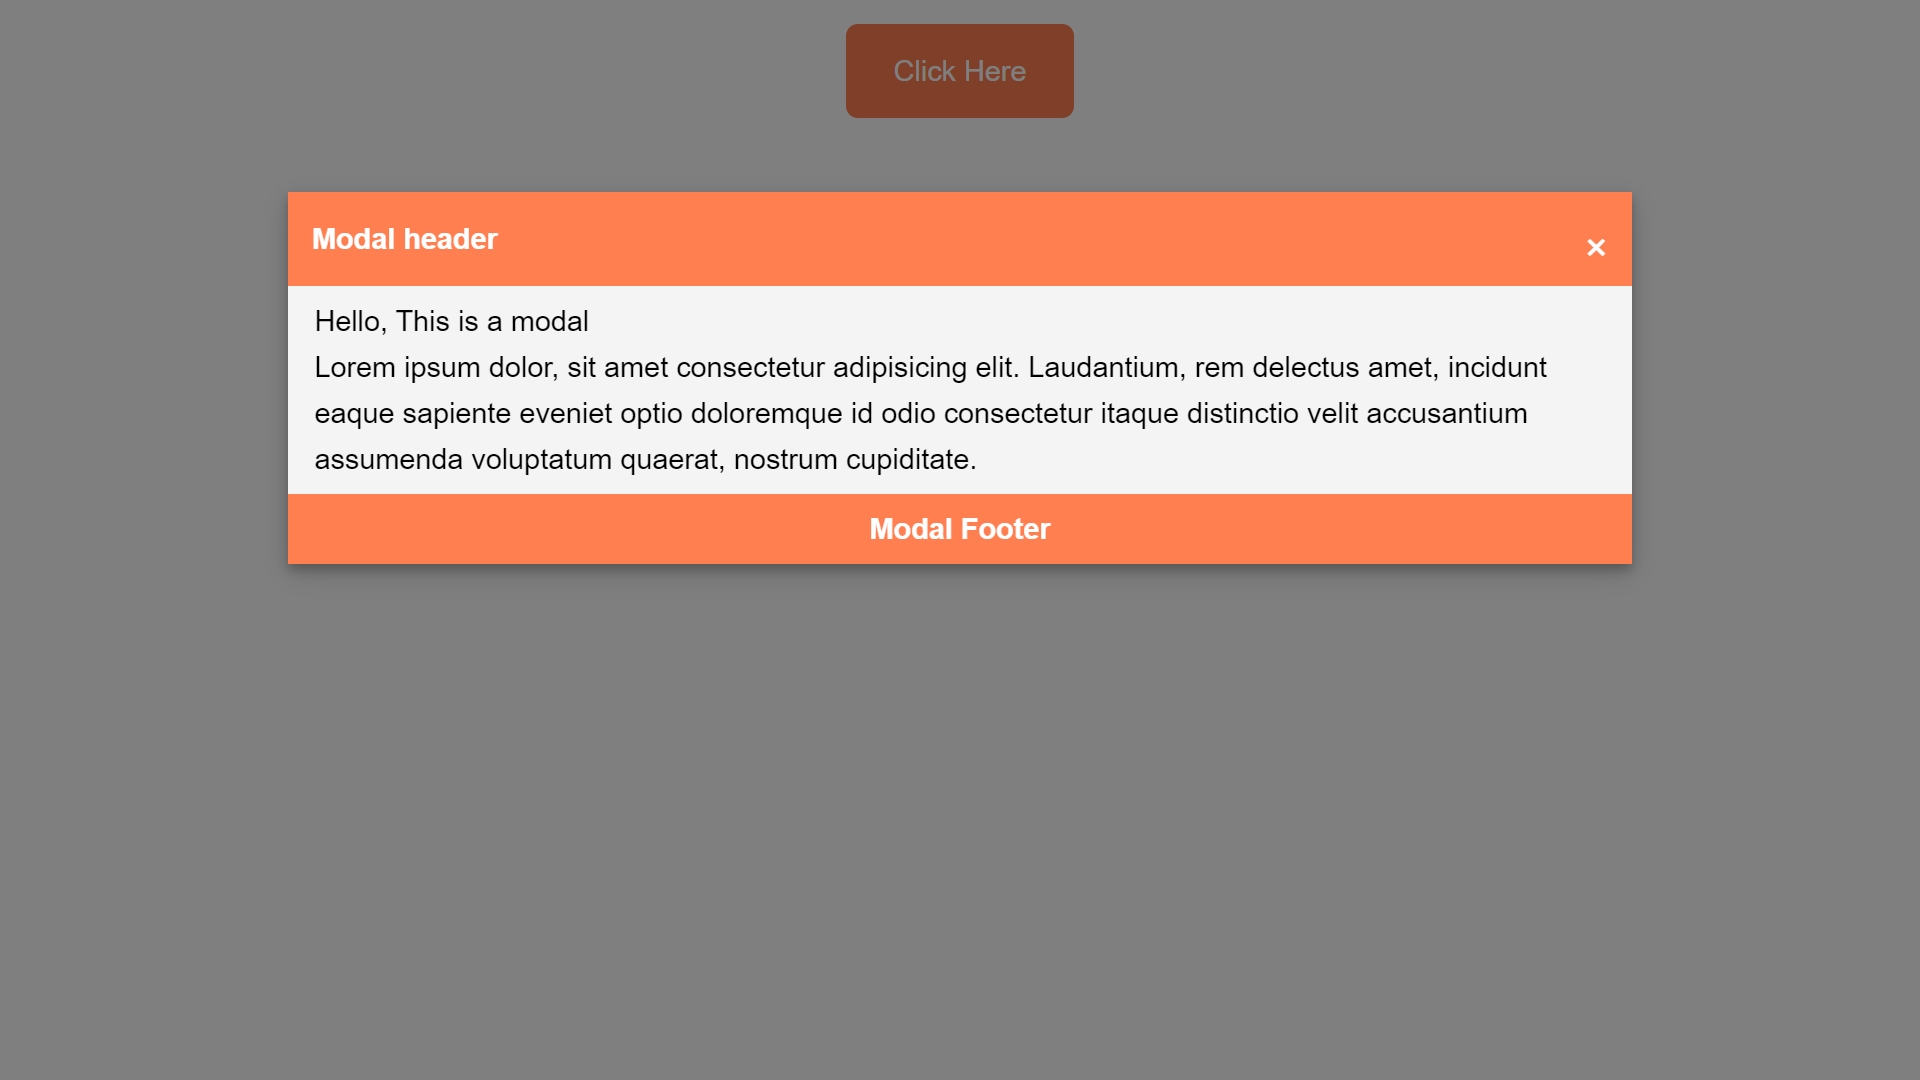 Click Here
Modal header
×
Hello, This is a modal
Lorem ipsum dolor, sit amet consectetur adipisicing elit. Laudantium, rem delectus amet, incidunt
eaque sapiente eveniet optio doloremque id odio consectetur itaque distinctio velit accusantium
assumenda voluptatum quaerat, nostrum cupiditate.
Modal Footer